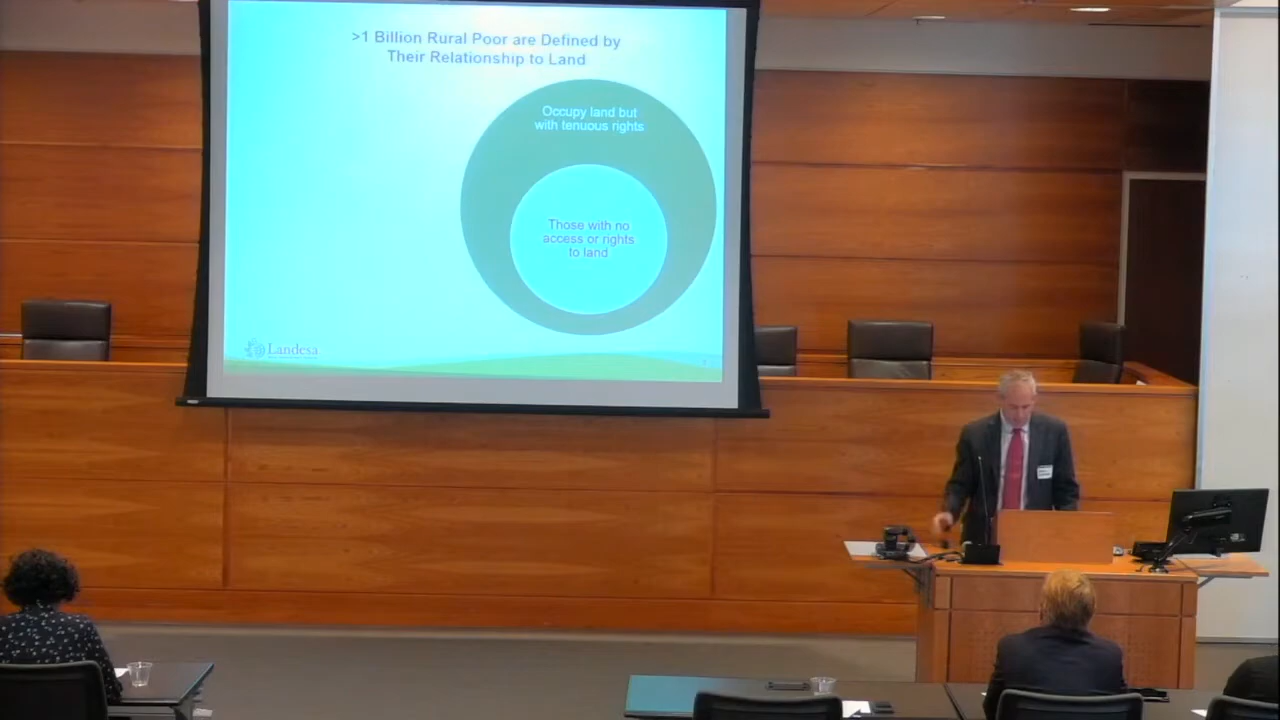 >1 Billion Rural Poor are Defined by
Their Relationship to Land
Occupy land but
with tenuous rights
Those with no
access or rights
to land
Landesa